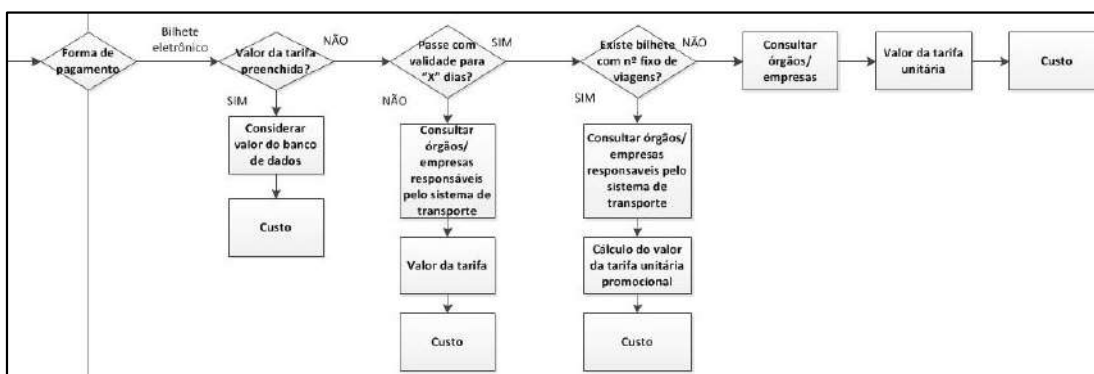 Forma de
pagamento
Bilhete
eletrônico
Valor da tarifa
preenchida?
NÃO
SIM
Considerar
valor do banco
de dados
Custo
Passe com
validade para
“X” dias?
SIM
NÃO
Consultar
órgãos/
empresas
responsáveis
pelo sistema de
transporte
Valor da tarifa
Custo
Existe bilhete
com nº fixo de
viagens?
NÃO
SIM
Consultar órgãos/
empresas
responsaveis pelo
sistema de
transporte
Cálculo do valor
da tarifa unitária
promocional
Custo
Consultar
órgãos/
empresas
Valor da tarifa
unitária
Custo